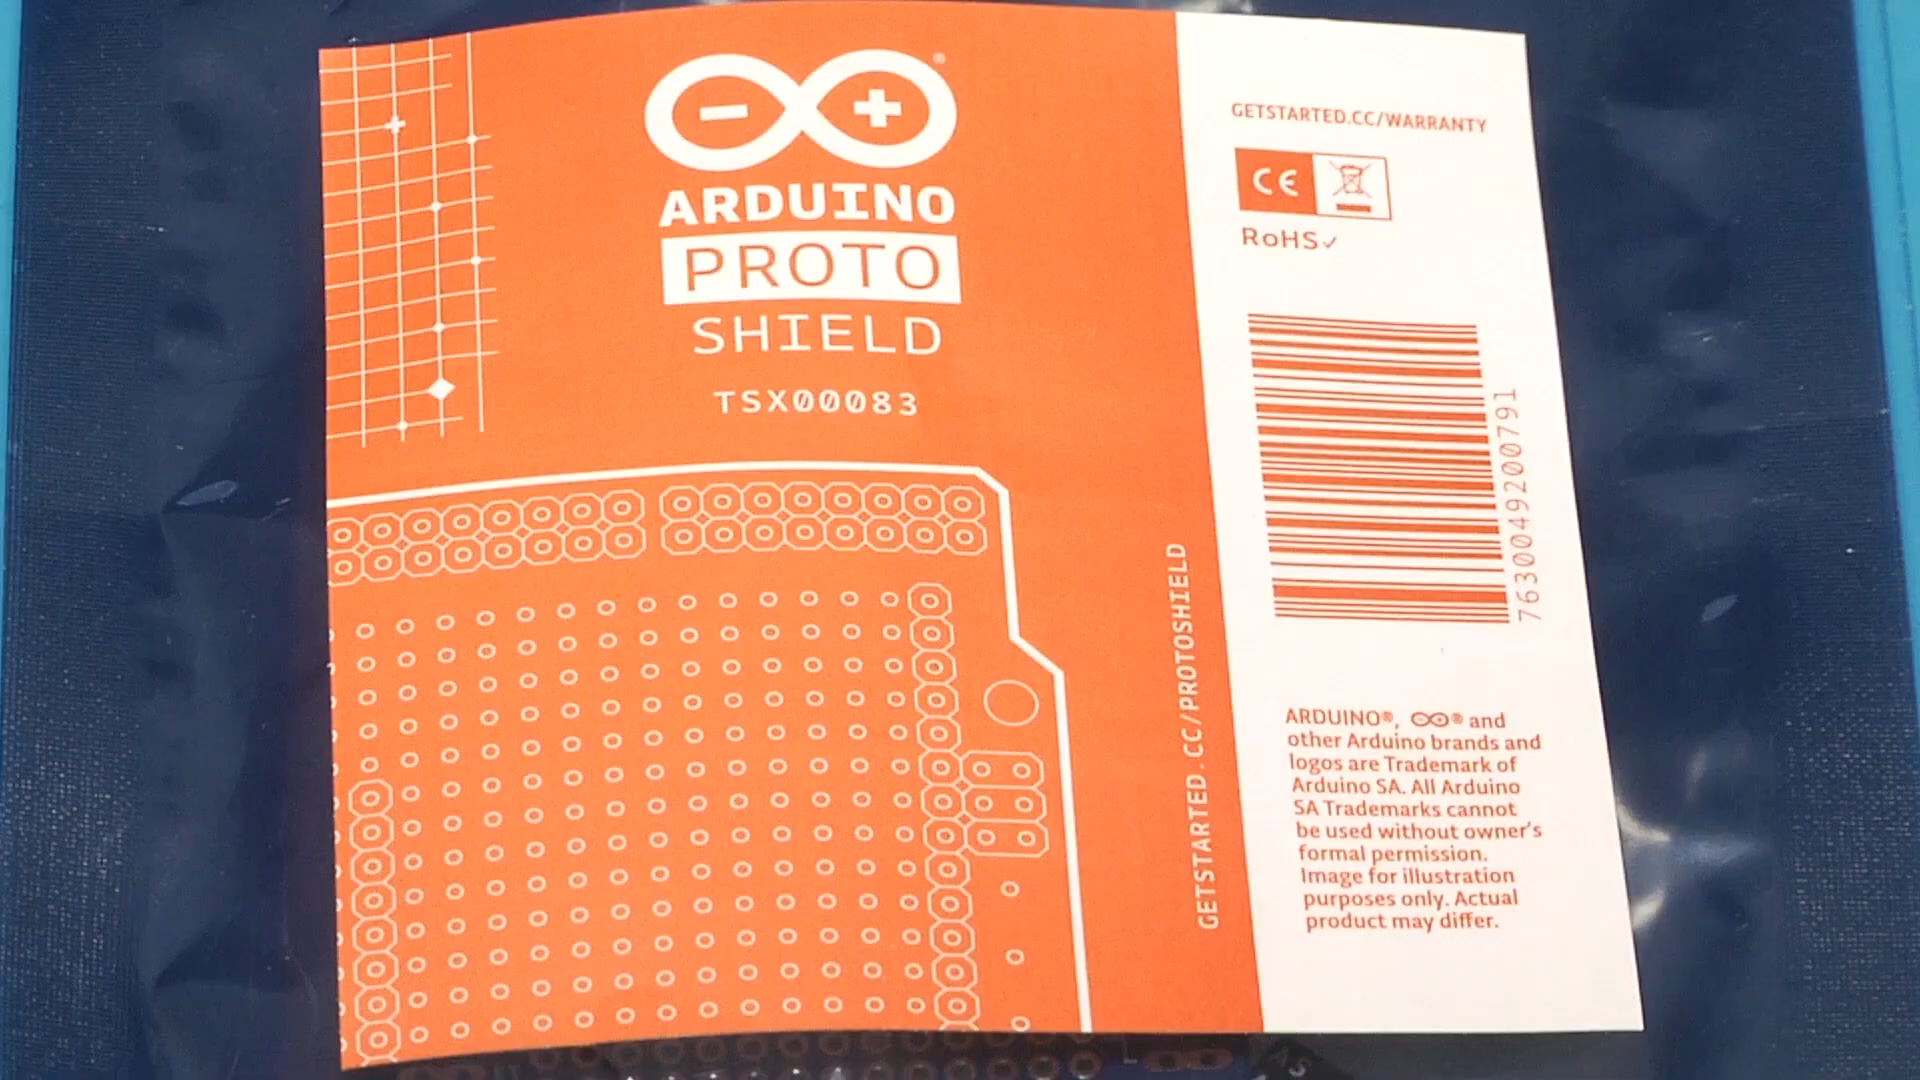 ARDUINO
PROTO
SHIELD
TSX00083
GETSTARTED.CC/PROTOSHIELD
GETSTARTED.CC/WARRANTY
CE
RoHS✓
7630049200791
ARDUINO®, ® and
other Arduino brands and
logos are Trademark of
Arduino SA. All Arduino
SA Trademarks cannot
be used without owner's
formal permission.
Image for illustration
purposes only. Actual
product may differ.
A5